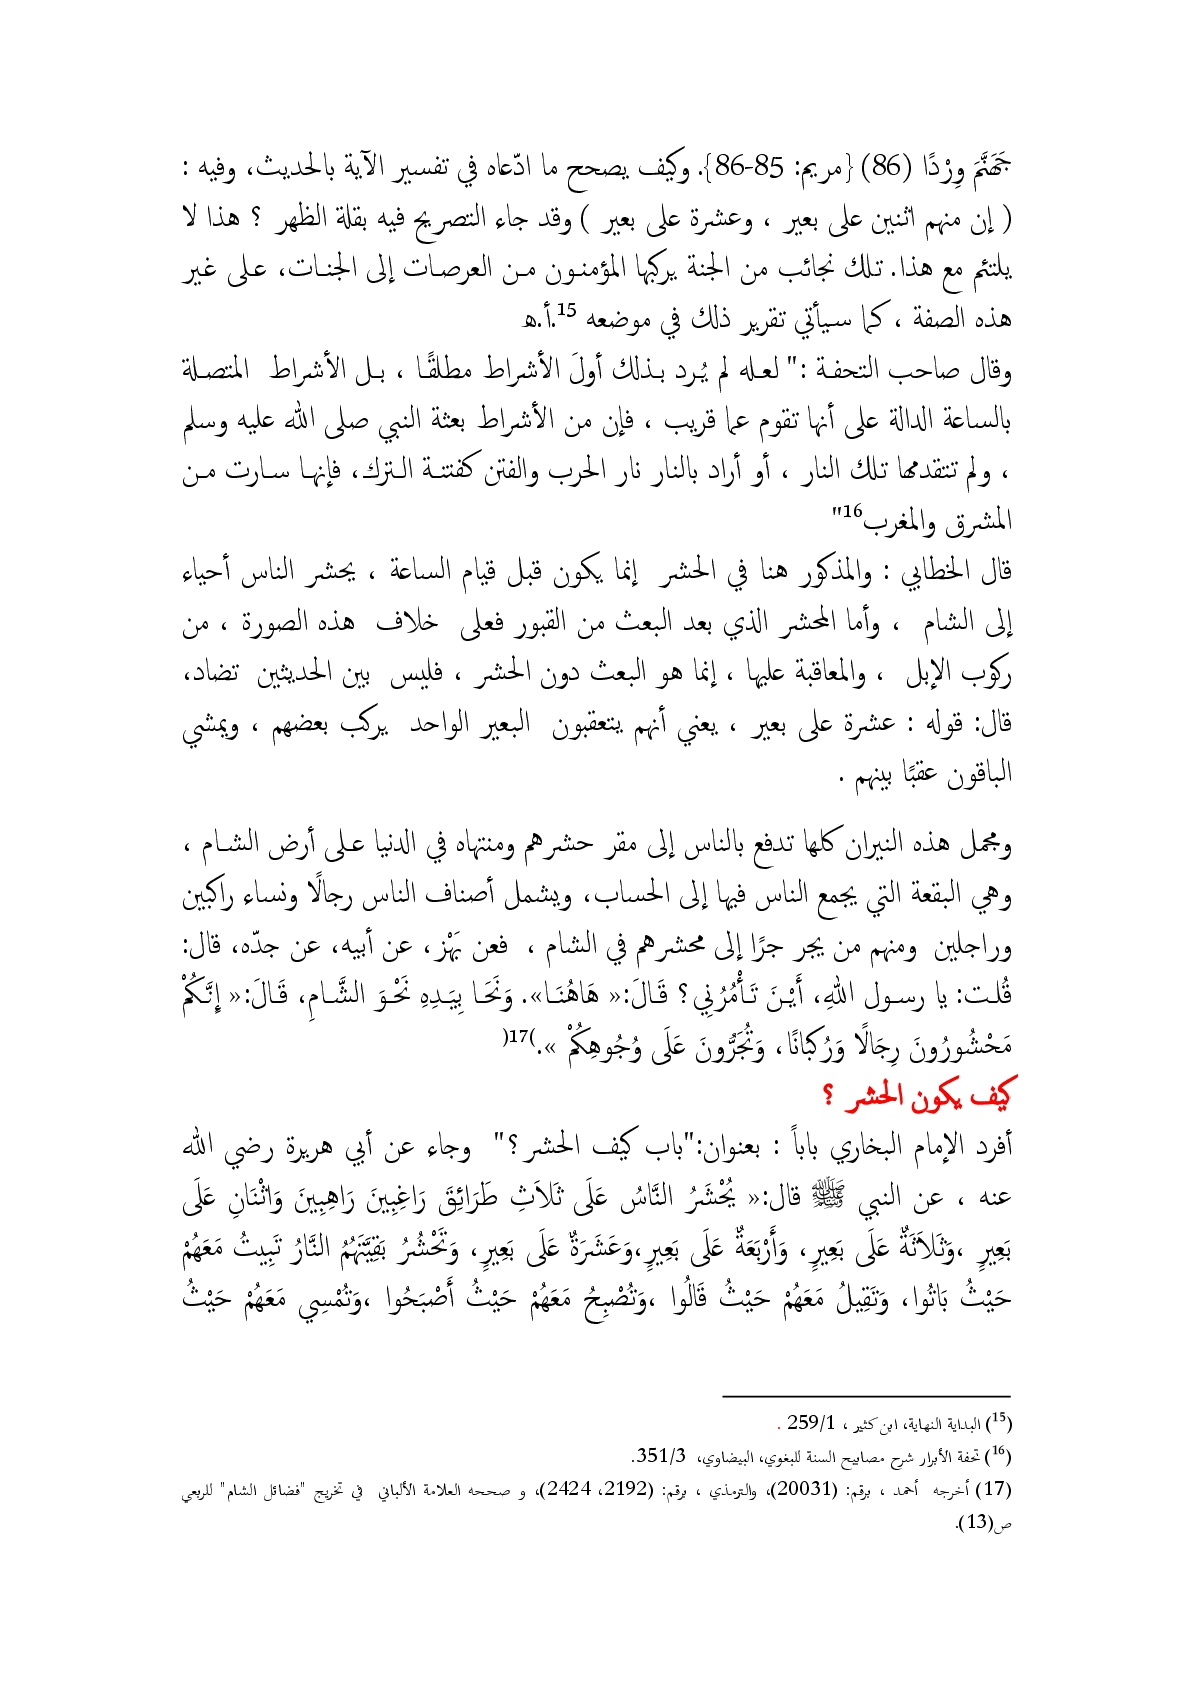 جَهَنَّمَ وِرْدًا (86) {مريم: 85-86}. وكيف يصحح ما ادّعاه في تفسير الآية بالحديث، وفيه :
( إن منهم اثنين على بعير ، وعشرة على بعير ) وقد جاء التصريح فيه بقلة الظهر ؟ هذا لا
يلتئم مع هذا. تلك نجائب من الجنة يركبها المؤمنون من العرصات إلى الجنات، على غير
هذه الصفة ، كما سيأتي تقرير ذلك في موضعه 15.أ.ه
وقال صاحب التحفة :" لعله لم يُرد بذلك أولَ الأشراط مطلقًا ، بل الأشراط المتصلة
بالساعة الدالة على أنها تقوم عما قريب ، فإن من الأشراط بعثة النبي صلى الله عليه وسلم
، ولم تتقدمها تلك النار ، أو أراد بالنار نار الحرب والفتن كفتنة الترك، فإنها سارت من
المشرق والمغرب16"
قال الخطابي : والمذكور هنا في الحشر إنما يكون قبل قيام الساعة ، يحشر الناس أحياء
إلى الشام ، وأما المحشر الذي بعد البعث من القبور فعلى خلاف هذه الصورة ، من
ركوب الإبل ، والمعاقبة عليها ، إنما هو البعث دون الحشر ، فليس بين الحديثين تضاد،
قال: قوله : عشرة على بعير ، يعني أنهم يتعقبون البعير الواحد يركب بعضهم ، ويمشي
الباقون عقبًا بينهم .
ومجمل هذه النيران كلها تدفع بالناس إلى مقر حشرهم ومنتهاه في الدنيا على أرض الشام ،
وهي البقعة التي يجمع الناس فيها إلى الحساب، ويشمل أصناف الناس رجالًا ونساء راكبين
وراجلين ومنهم من يجر جرًا إلى محشرهم في الشام ، فعن بَهْز، عن أبيه، عن جدّه، قال:
قُلت: يا رسول اللهِ، أَيْنَ تَأْمُرُنِي؟ قَالَ:« هَاهُنَا». وَنَحَا بِيَدِهِ نَحْوَ الشَّامِ، قَالَ:« إِنَّكُمْ
مَحْشُورُونَ رِجَالًا وَرُكبَانًا، وَتُجَرُّونَ عَلَى وُجُوهِكُمْ ».)17(
كيف يكون الحشر ؟
أفرد الإمام البخاري باباً : بعنوان:"باب كيف الحشر؟" وجاء عن أبي هريرة رضي الله
عنه ، عن النبي ﷺ قال:« يُحْشَرُ النَّاسُ عَلَى ثَلاَثِ طَرَائِقَ رَاغِبِينَ رَاهِبِينَ وَاثْنَانِ عَلَى
بَعِيرٍ ،وَثَلاَثَةٌ عَلَى بَعِيرٍ، وَأَرْبَعَةٌ عَلَى بَعِيرٍ،وَعَشَرَةٌ عَلَى بَعِيرٍ، وَتَحْشُرُ بَقِيَّتَهُمُ النَّارُ تَبِيتُ مَعَهُمْ
حَيْثُ بَاتُوا، وَتَقِيلُ مَعَهُمْ حَيْثُ قَالُوا ،وَتُصْبِحُ مَعَهُمْ حَيْثُ أَصْبَحُوا ،وَتُمْسِي مَعَهُمْ حَيْثُ
(15) البداية النهاية، ابن كثير ، 259/1 .
(16) تحفة الأبرار شرح مصابيح السنة للبغوي، البيضاوي، 351/3.
(17) أخرجه أحمد ، برقم: (20031)، والترمذي ، برقم: (2192، 2424)، و صححه العلامة الألباني في تخريج "فضائل الشام" للربعي
ص(13).